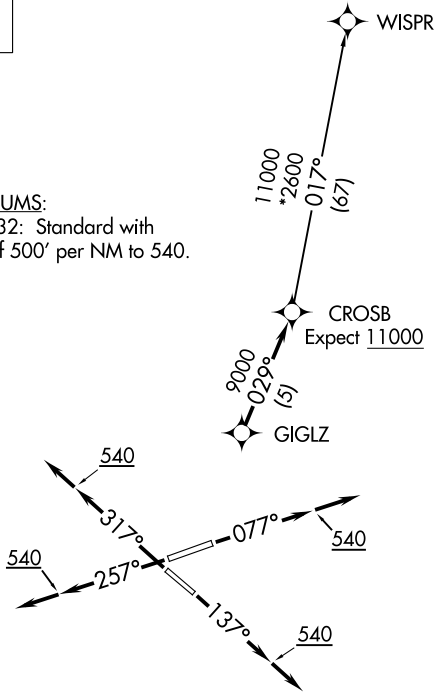 WISPR
11000
*2600
017°
(67)
UMS:
32: Standard with
f 500' per NM to 540.
CROSB
Expect 11000
9000
029°
(5)
GIGLZ
540
317°
077°
540
540
257°
137°
540